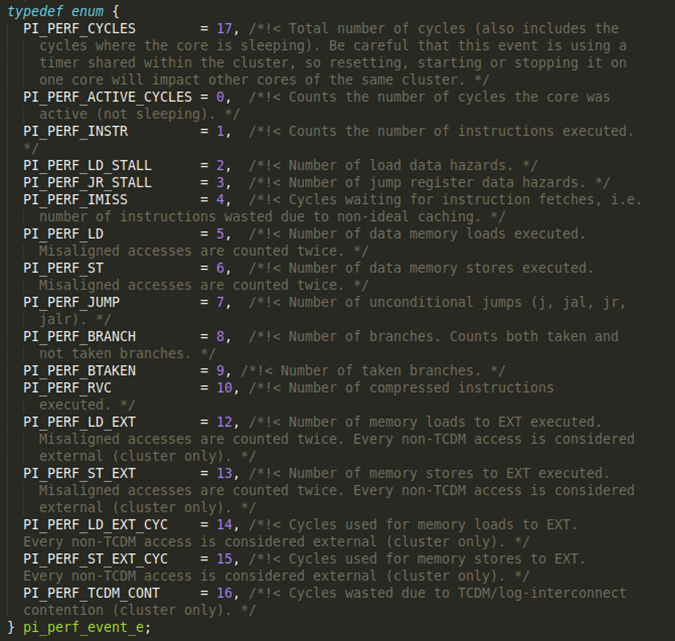 typedef enum {
PI_PERF_CYCLES = 17, /*!< Total number of cycles (also includes the
cycles where the core is sleeping). Be careful that this event is using a
timer shared within the cluster, so resetting, starting or stopping it on
one core will impact other cores of the same cluster. */
PI_PERF_ACTIVE_CYCLES = 0, /*!< Counts the number of cycles the core was
active (not sleeping). */
PI_PERF_INSTR = 1, /*!< Counts the number of instructions executed.
*/
PI_PERF_LD_STALL = 2, /*!< Number of load data hazards. */
PI_PERF_JR_STALL = 3, /*!< Number of jump register data hazards. */
PI_PERF_IMISS = 4, /*!< Cycles waiting for instruction fetches, i.e.
number of instructions wasted due to non-ideal caching. */
PI_PERF_LD = 5, /*!< Number of data memory loads executed.
Misaligned accesses are counted twice. */
PI_PERF_ST = 6, /*!< Number of data memory stores executed.
Misaligned accesses are counted twice. */
PI_PERF_JUMP = 7, /*!< Number of unconditional jumps (j, jal, jr,
jalr). */
PI_PERF_BRANCH = 8, /*!< Number of branches. Counts both taken and
not taken branches. */
PI_PERF_BTAKEN = 9, /*!< Number of taken branches. */
PI_PERF_RVC = 10, /*!< Number of compressed instructions
executed. */
PI_PERF_LD_EXT = 12, /*!< Number of memory loads to EXT executed.
Misaligned accesses are counted twice. Every non-TCDM access is considered
external (cluster only). */
PI_PERF_ST_EXT = 13, /*!< Number of memory stores to EXT executed.
Misaligned accesses are counted twice. Every non-TCDM access is considered
external (cluster only). */
PI_PERF_LD_EXT_CYC = 14, /*!< Cycles used for memory loads to EXT.
Every non-TCDM access is considered external (cluster only). */
PI_PERF_ST_EXT_CYC = 15, /*!< Cycles used for memory stores to EXT.
Every non-TCDM access is considered external (cluster only). */
PI_PERF_TCDM_CONT = 16, /*!< Cycles wasted due to TCDM/log-interconnect
contention (cluster only). */
} pi_perf_event_e;